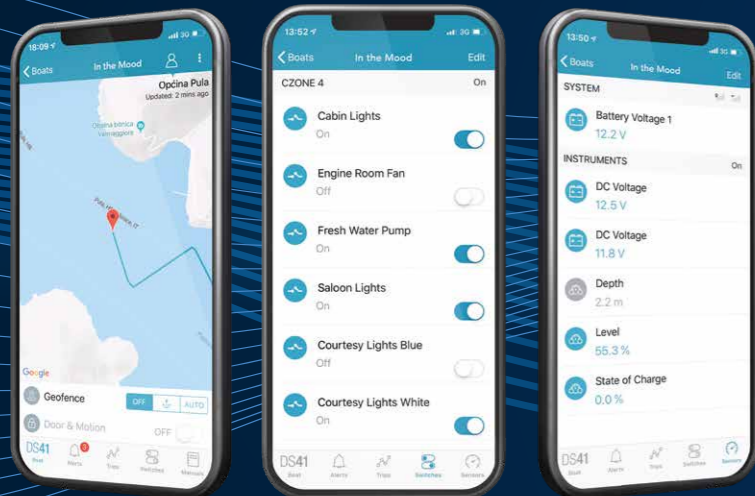 18:09
3G
Boats
In the Mood
Općina Pula
Updated: 2 mins ago
Google
Geofence
OFF
AUTO
Door & Motion
OFF
DS41
Boat
Alerts
Trips
Switches
Manuals
13:52
3G
Boats
In the Mood
Edit
CZONE 4
On
Cabin Lights
On
Engine Room Fan
Off
Fresh Water Pump
On
Saloon Lights
On
Courtesy Lights Blue
Off
Courtesy Lights White
On
DS41
Boat
Alerts
Trips
Switches
Sensors
13:50
3G
Boats
In the Mood
Edit
SYSTEM
Battery Voltage 1
12.2 V
INSTRUMENTS
On
DC Voltage
12.5 V
DC Voltage
11.8 V
Depth
2.2 m
Level
55.3 %
State of Charge
0.0 %
DS41
Boat
Alerts
Trips
Switches
Sensors